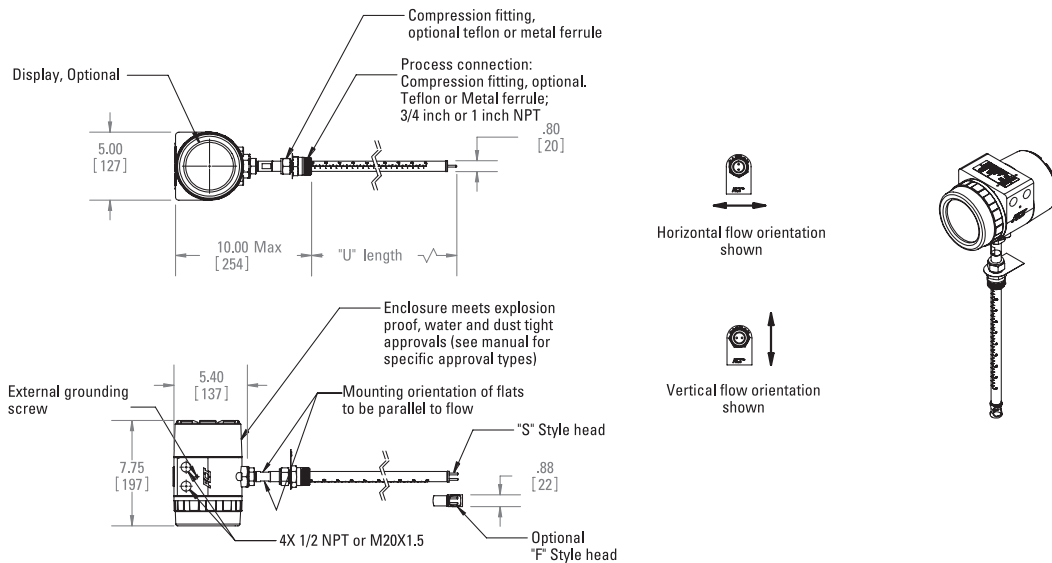 Compression fitting,
optional teflon or metal ferrule
Display, Optional
Process connection:
Compression fitting, optional.
Teflon or Metal ferrule;
3/4 inch or 1 inch NPT
.80
[20]
5.00
[127]
10.00 Max
[254]
"U" length
Horizontal flow orientation
shown
Enclosure meets explosion
proof, water and dust tight
approvals (see manual for
specific approval types)
5.40
[137]
External grounding
screw
Mounting orientation of flats
to be parallel to flow
Vertical flow orientation
shown
"S" Style head
7.75
[197]
.88
[22]
4X 1/2 NPT or M20X1.5
Optional
"F" Style head